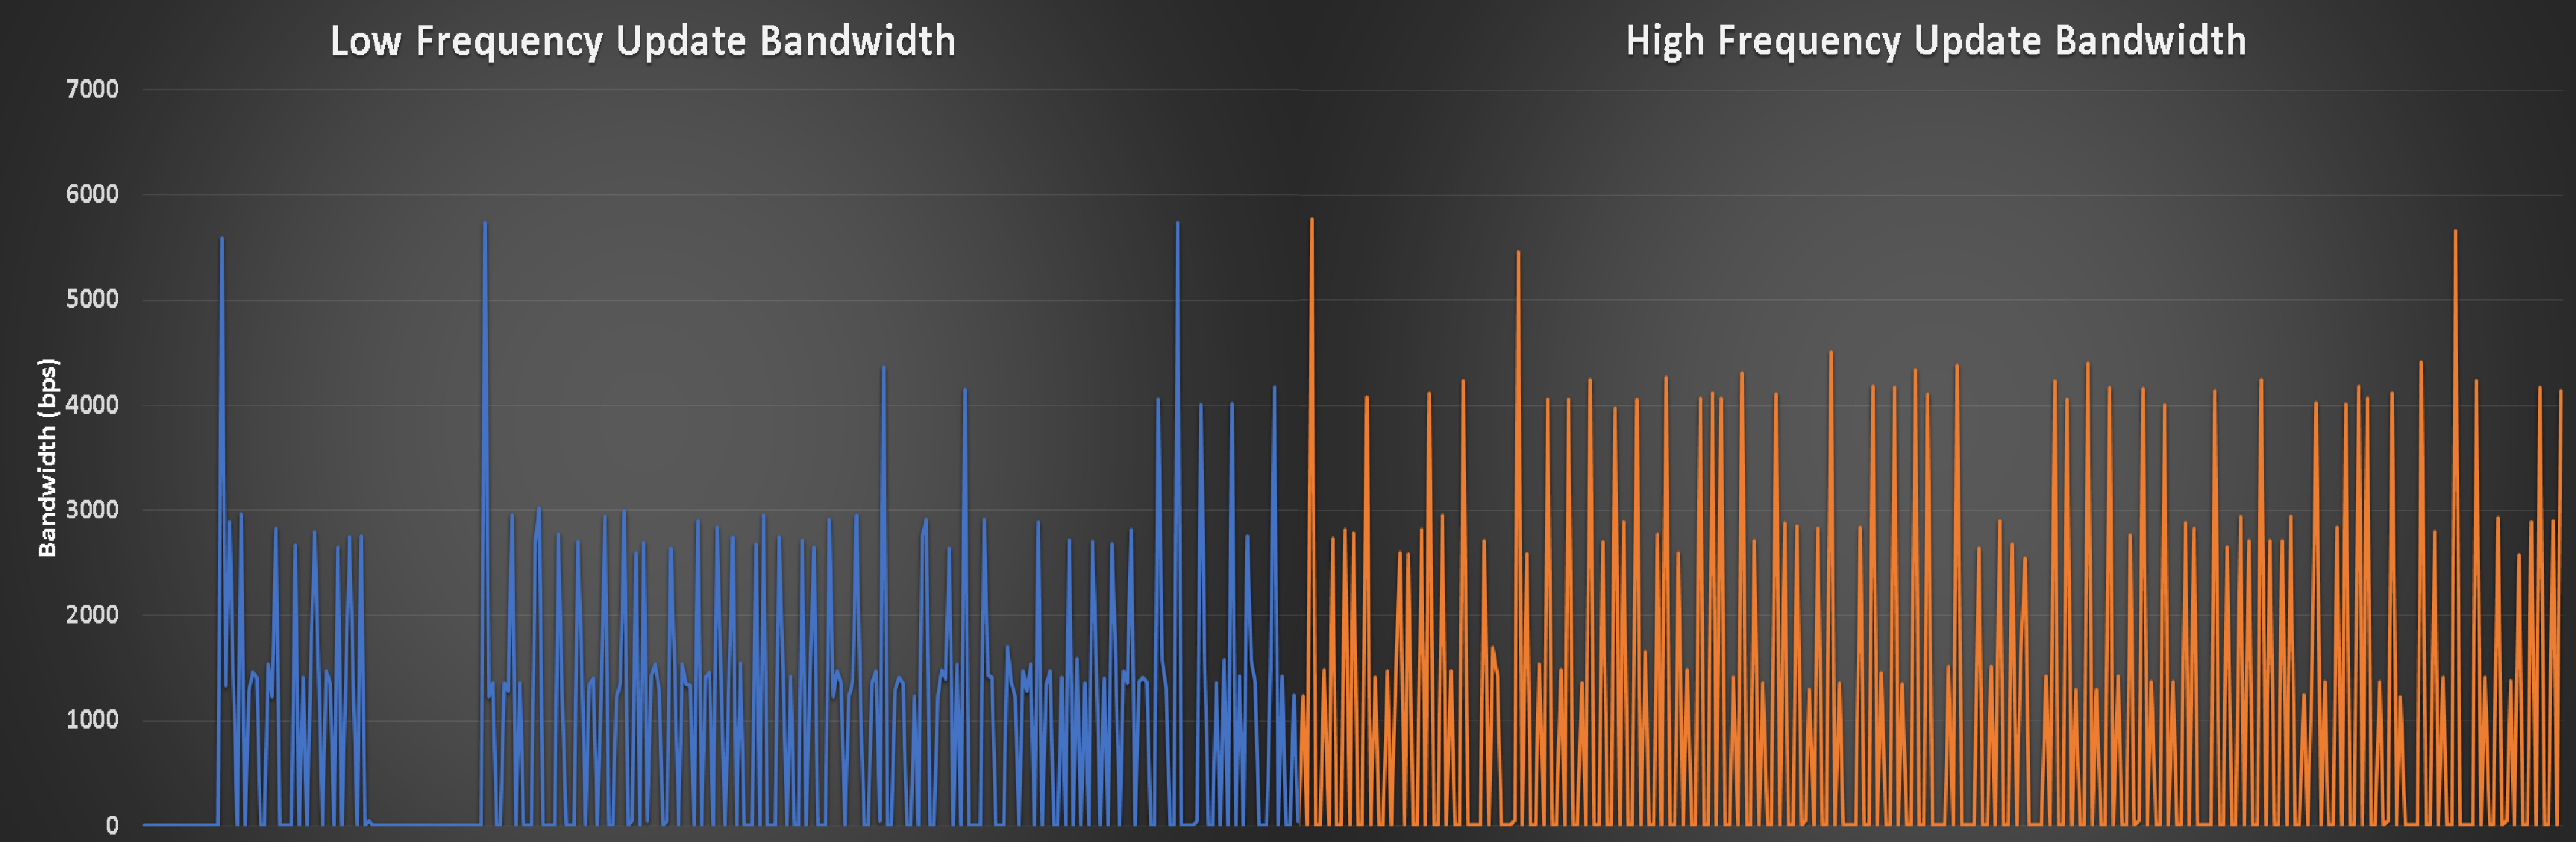 Low Frequency Update Bandwidth
High Frequency Update Bandwidth
7000
6000
5000
4000
3000
2000
1000
0
Bandwidth (bps)